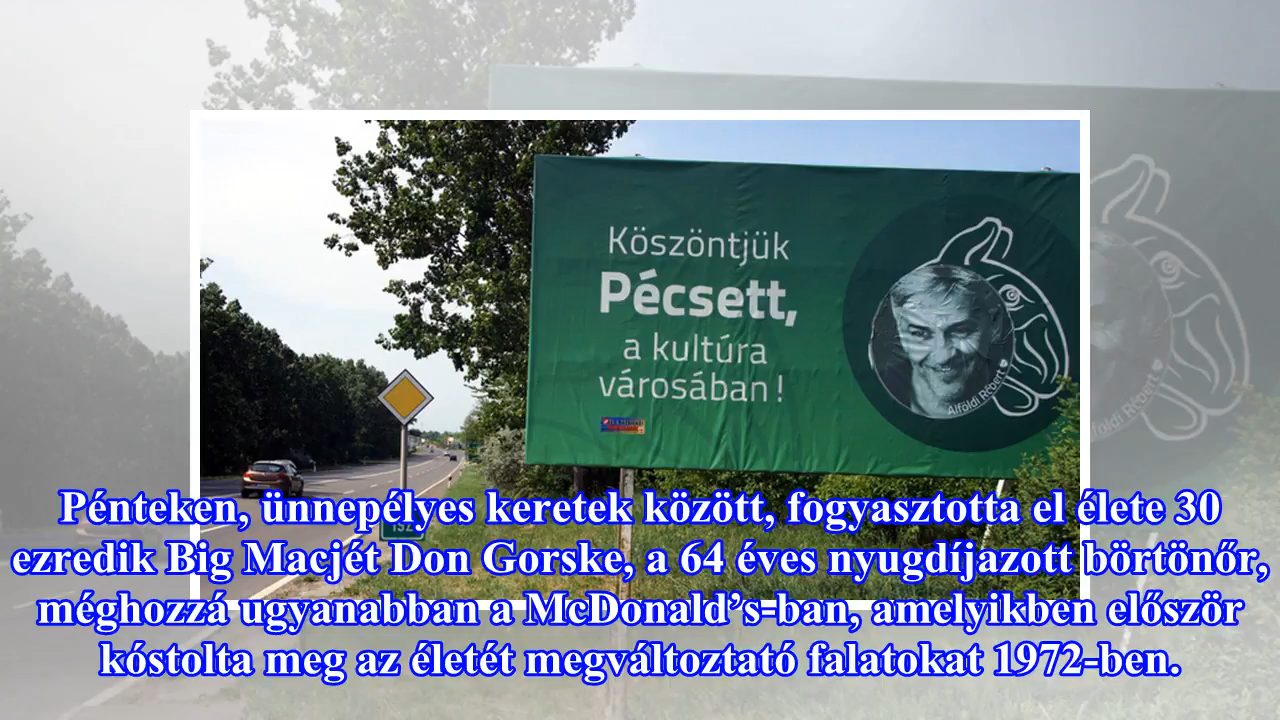 Köszöntjük
Pécsett,
a kultúra
városában!
Alföldi Róbert
Pénteken, ünnepélyes keretek között, fogyasztotta el élete 30
ezredik Big Macjét Don Gorske, a 64 éves nyugdíjazott börtönőr,
méghozzá ugyanabban a McDonald’s-ban, amelyikben először
kóstolta meg az életét megváltoztató falatokat 1972-ben.